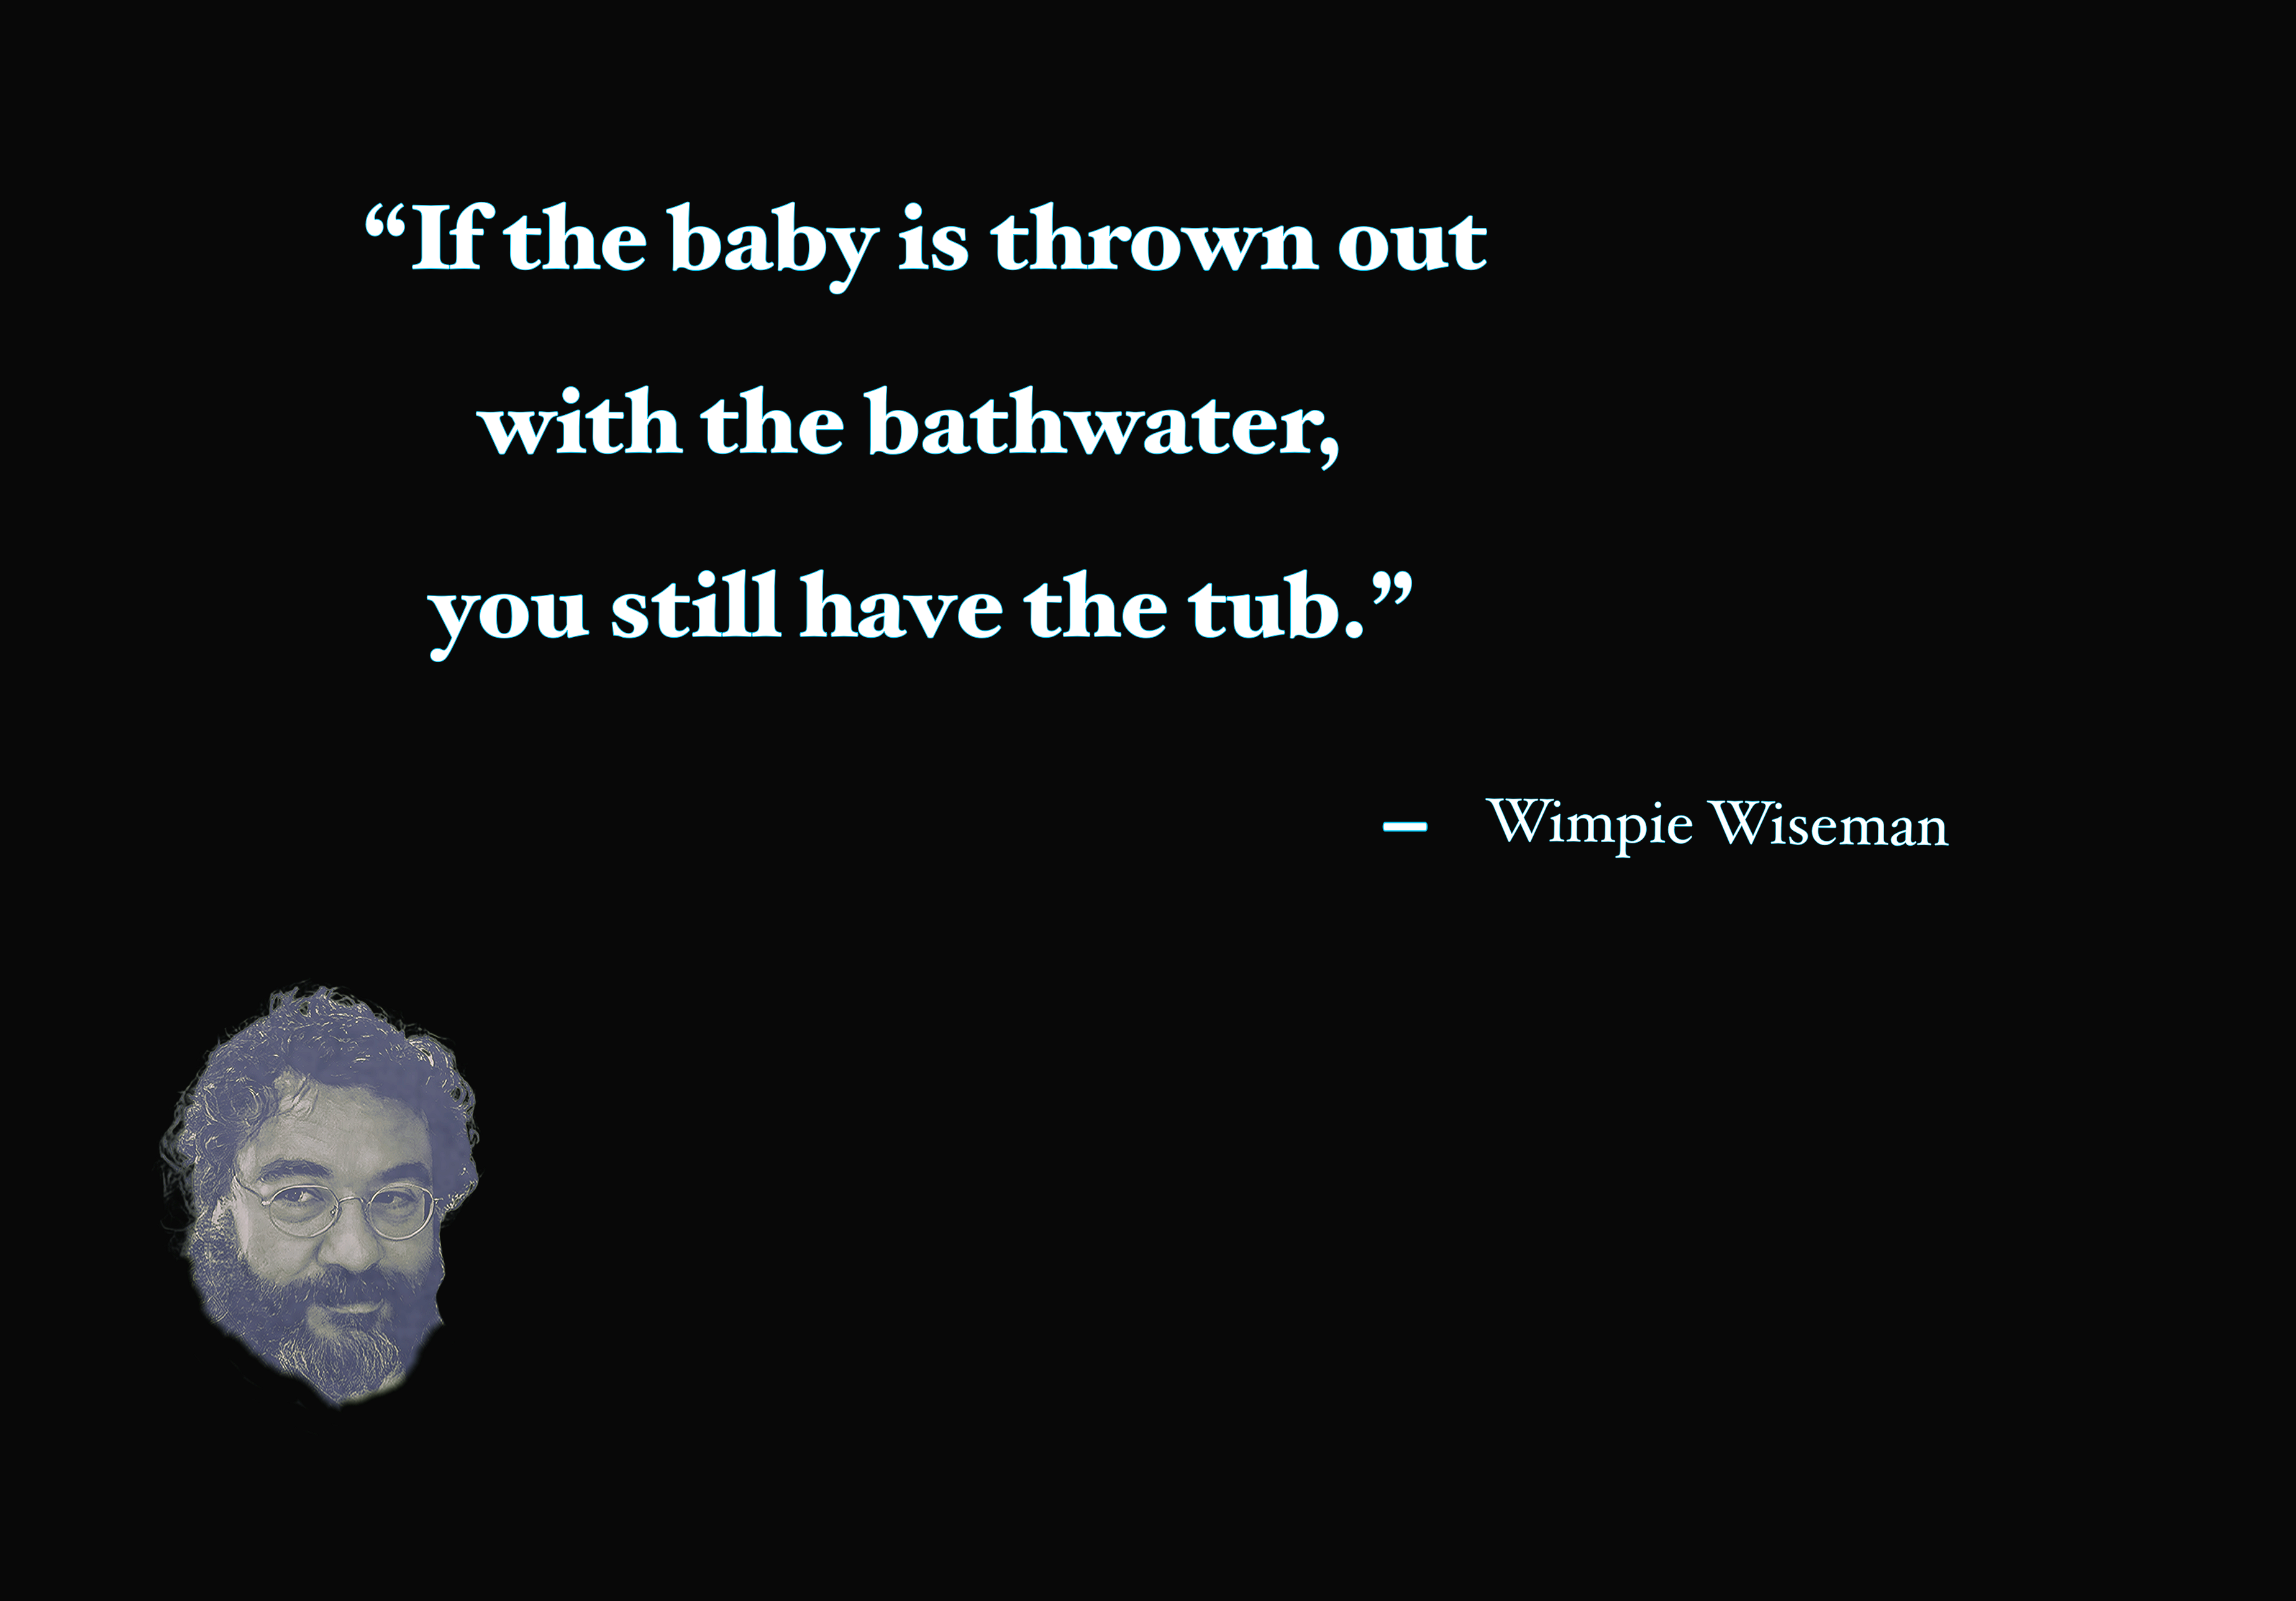 “If the baby is thrown out
with the bathwater,
you still have the tub.”
– Wimpie Wiseman